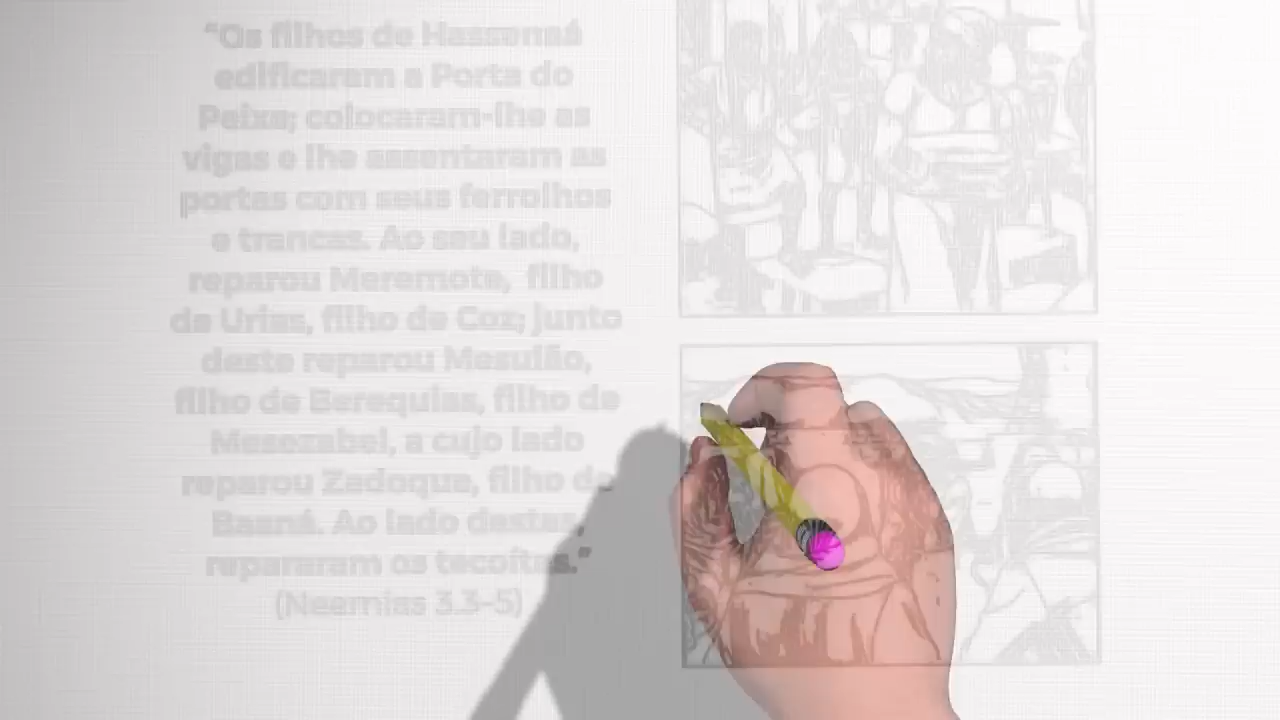 “Os filhos de Hassenaá
edificaram a Porta do
Peixe; colocaram-lhe as
vigas e lhe assentaram as
portas com seus ferrolhos
e trancas. Ao seu lado,
reparou Meremote, filho
de Urias, filho de Coz; junto
deste reparou Mesulão,
filho de Berequias, filho de
Mesezabel, a cujo lado
reparou Zadoque, filho de
Baaná. Ao lado destes,
repararam os tecoítas.”
(Neemias 3.3-5)